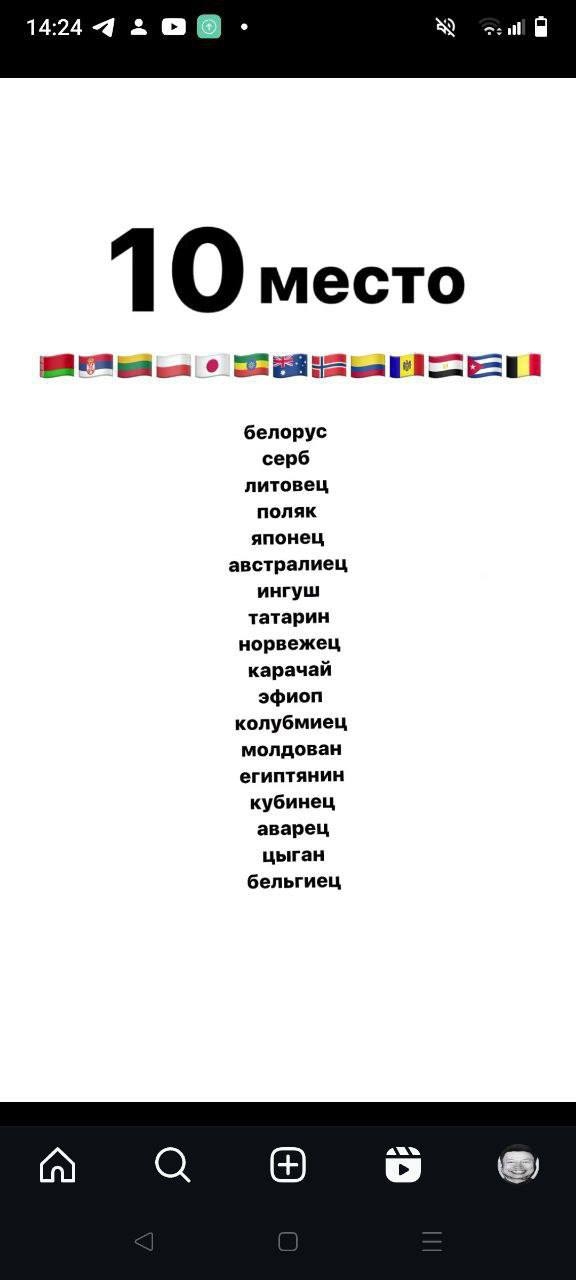 14:24
10 место
белорус
серб
литовец
поляк
японец
австралиец
ингуш
татарин
норвежец
карачай
эфиоп
колубмиец
молдован
египтянин
кубинец
аварец
цыган
бельгиец